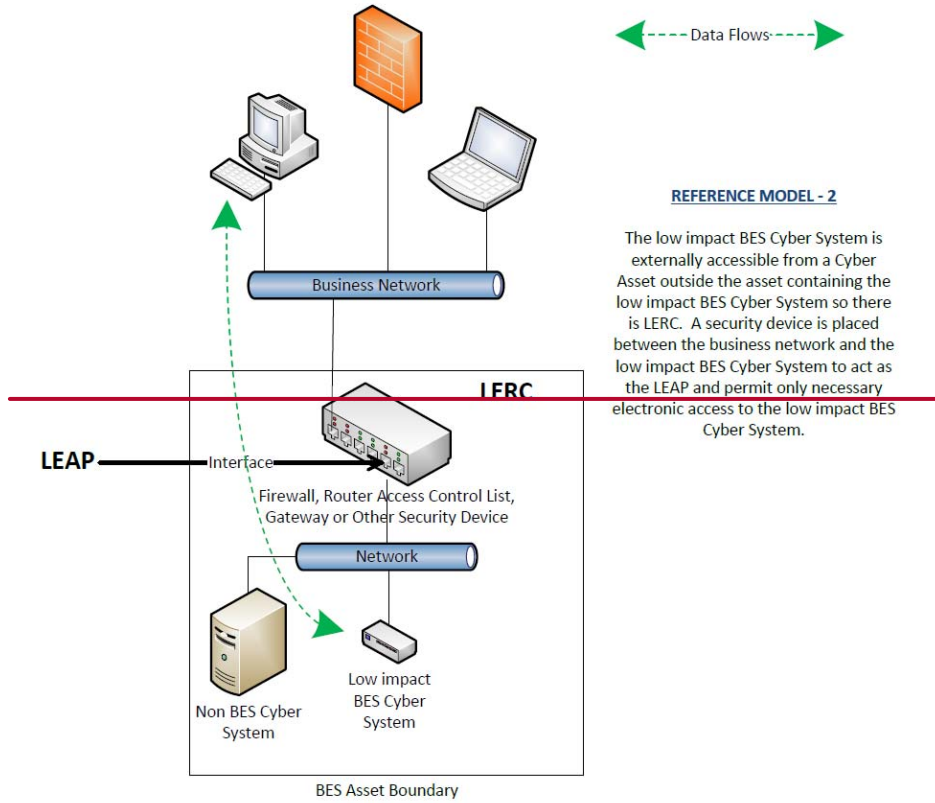 Data Flows
REFERENCE MODEL - 2
The low impact BES Cyber System is
externally accessible from a Cyber
Asset outside the asset containing the
low impact BES Cyber System so there
is LERC. A security device is placed
between the business network and the
low impact BES Cyber System to act as
the LEAP and permit only necessary
electronic access to the low impact BES
Cyber System.
Business Network
LERC
LEAP
Interface
Firewall, Router Access Control List,
Gateway or Other Security Device
Network
Non BES Cyber
System
Low impact
BES Cyber
System
BES Asset Boundary